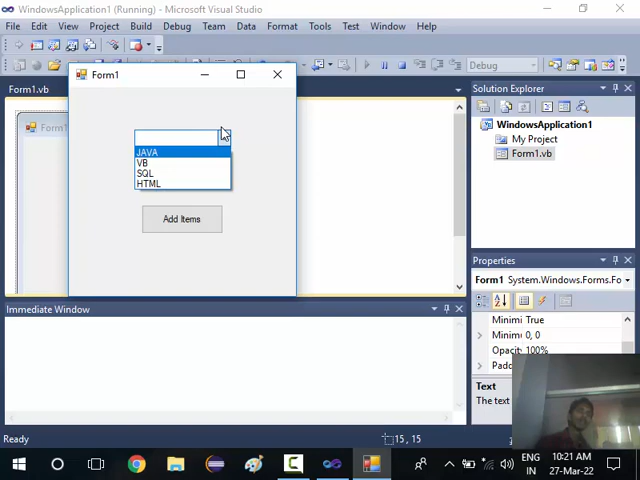 WindowsApplication1 (Running) - Microsoft Visual Studio
File Edit View Project Build Debug Team Data Format Tools Test Window Help
Debug
Form1.vb
Form1
Form1
JAVA
VB
SQL
HTML
Add Items
Solution Explorer
WindowsApplication1
My Project
Form1.vb
Properties
Form1 System.Windows.Forms.Fo
Minimi True
Minim 0, 0
Opacit 100%
Padd
Text
The text
Immediate Window
Ready
15, 15
ENG
IN
10:21 AM
27-Mar-22